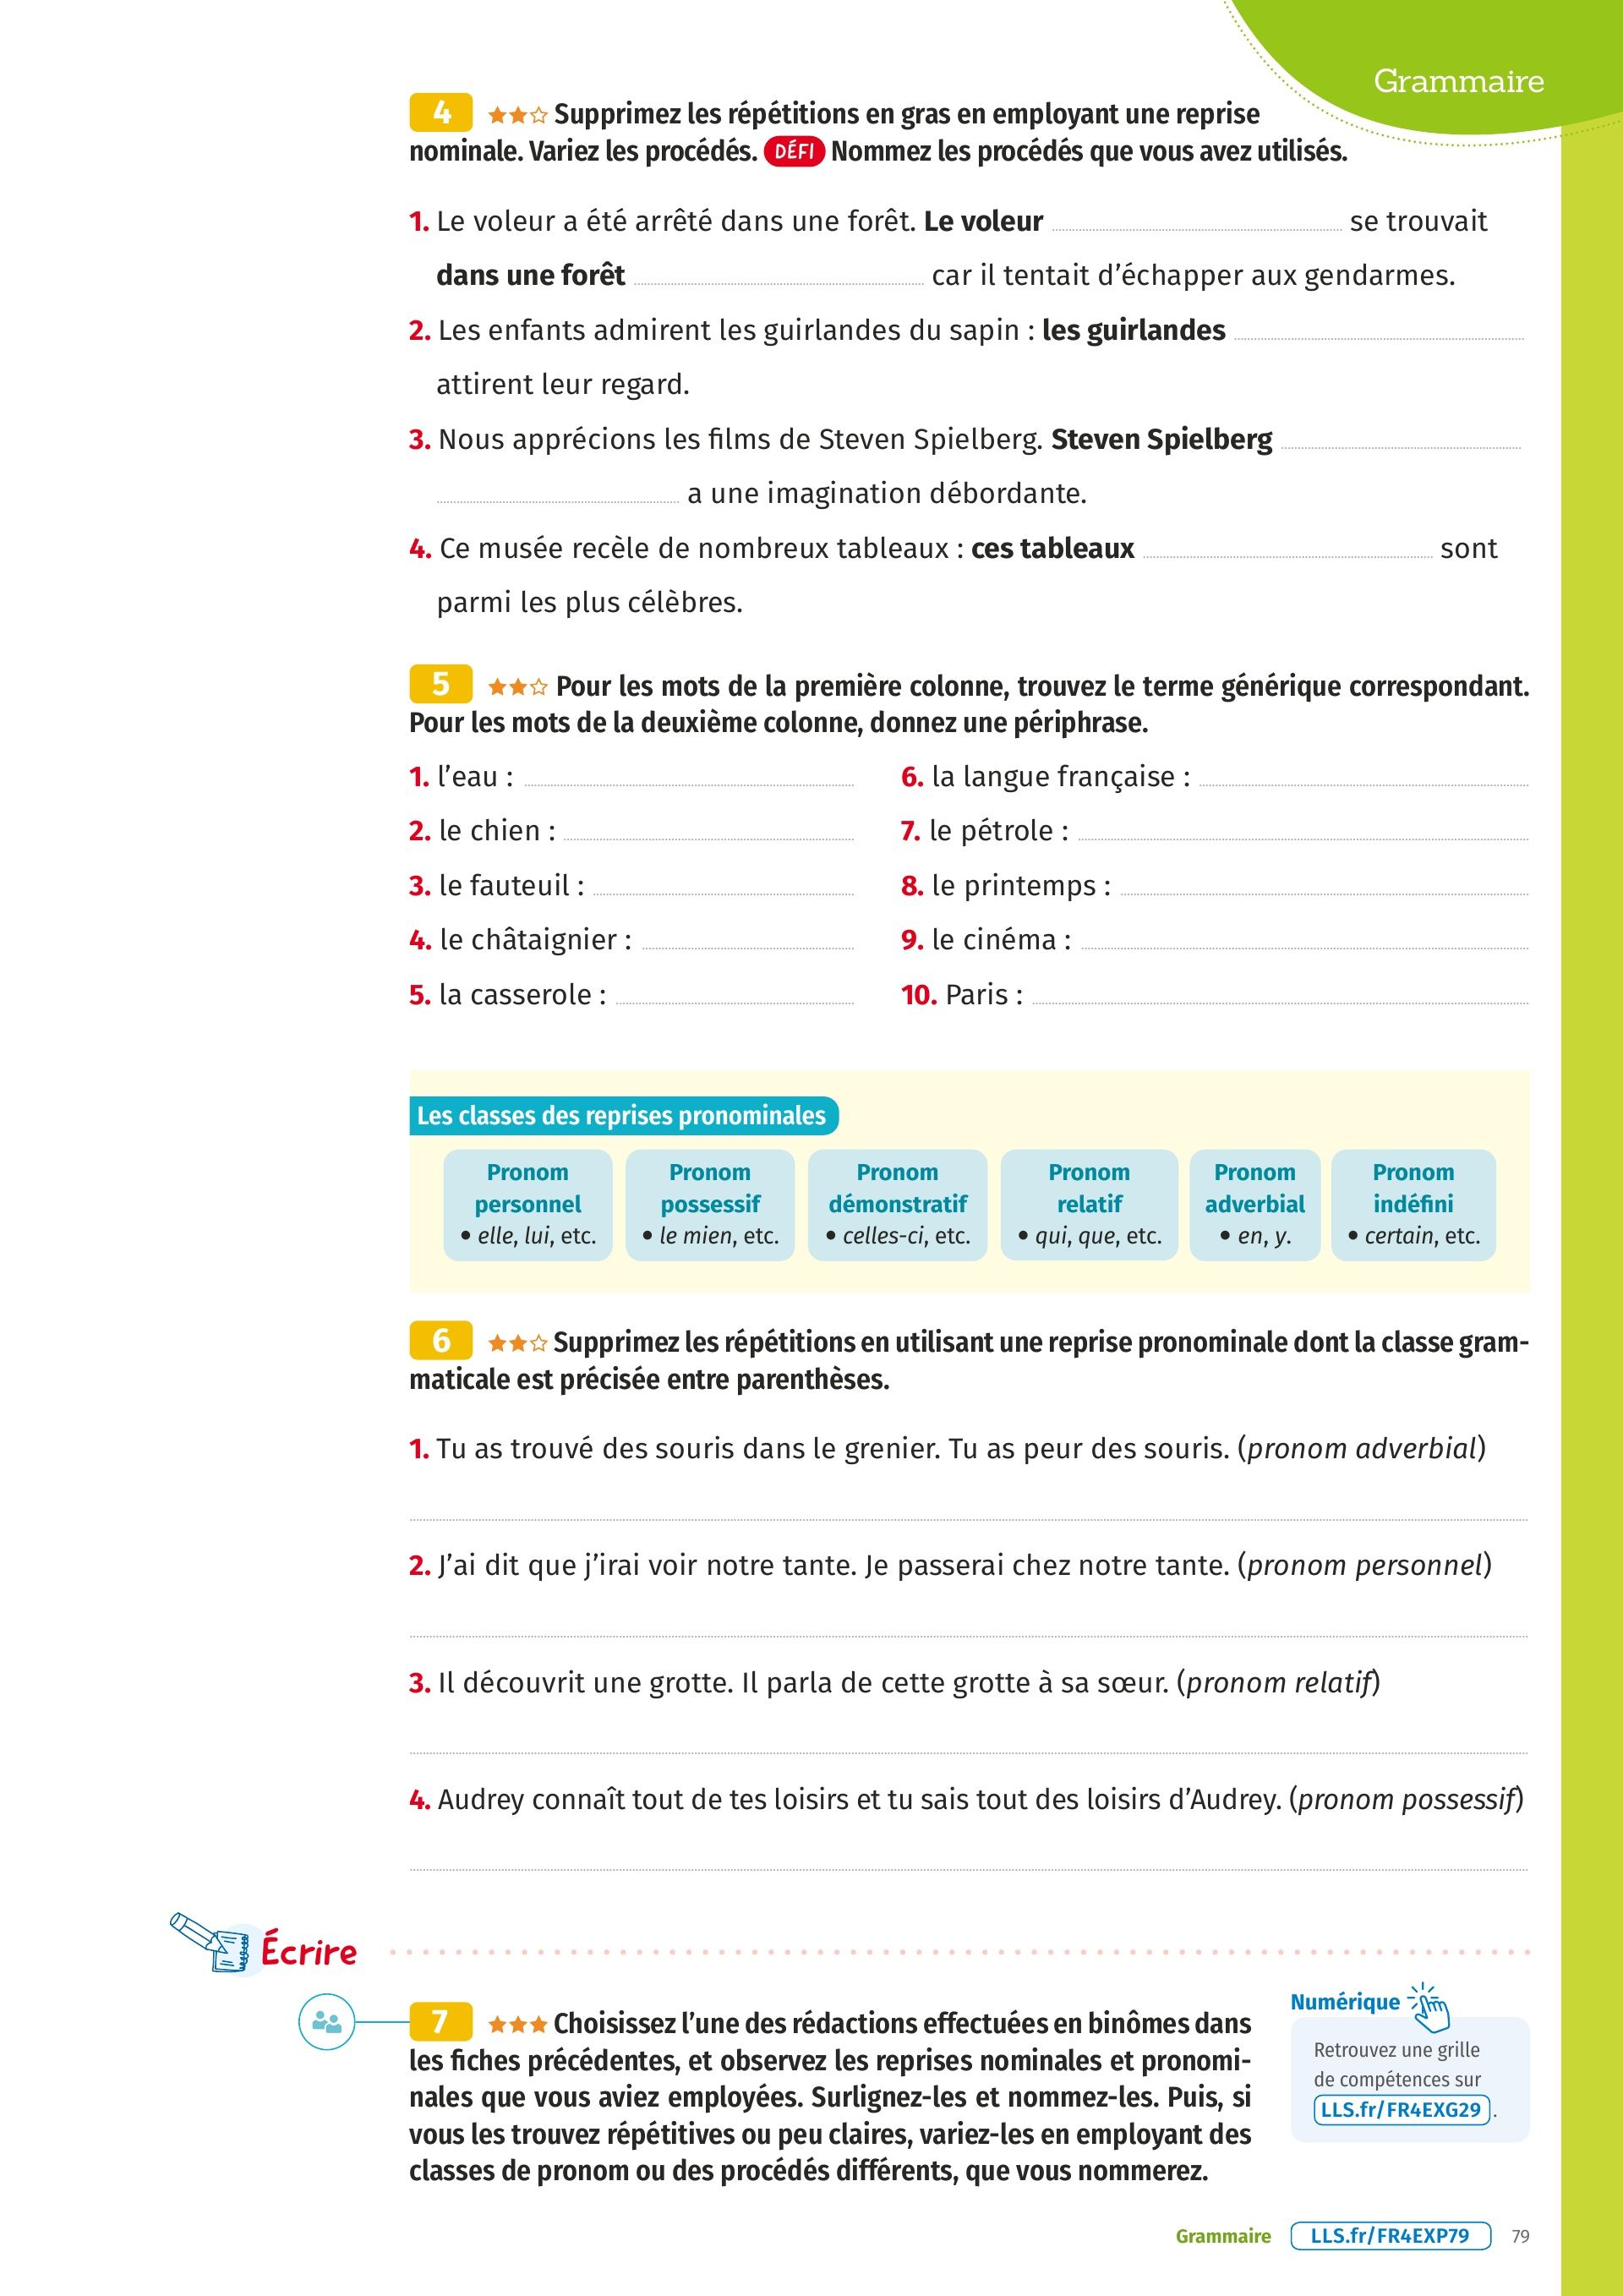 Grammaire
4 ★★☆ Supprimez les répétitions en gras en employant une reprise
nominale. Variez les procédés. DÉFI Nommez les procédés que vous avez utilisés.
1. Le voleur a été arrêté dans une forêt. Le voleur se trouvait
dans une forêt car il tentait d’échapper aux gendarmes.
2. Les enfants admirent les guirlandes du sapin : les guirlandes
attirent leur regard.
3. Nous apprécions les films de Steven Spielberg. Steven Spielberg
a une imagination débordante.
4. Ce musée recèle de nombreux tableaux : ces tableaux sont
parmi les plus célèbres.
5 ★★☆ Pour les mots de la première colonne, trouvez le terme générique correspondant.
Pour les mots de la deuxième colonne, donnez une périphrase.
1. l’eau :
2. le chien :
3. le fauteuil :
4. le châtaignier :
5. la casserole :
6. la langue française :
7. le pétrole :
8. le printemps :
9. le cinéma :
10. Paris :
Les classes des reprises pronominales
Pronom
personnel
• elle, lui, etc.
Pronom
possessif
• le mien, etc.
Pronom
démonstratif
• celles-ci, etc.
Pronom
relatif
• qui, que, etc.
Pronom
adverbial
• en, y.
Pronom
indéfini
• certain, etc.
6 ★★☆ Supprimez les répétitions en utilisant une reprise pronominale dont la classe gram-
maticale est précisée entre parenthèses.
1. Tu as trouvé des souris dans le grenier. Tu as peur des souris. (pronom adverbial)
2. J’ai dit que j’irai voir notre tante. Je passerai chez notre tante. (pronom personnel)
3. Il découvrit une grotte. Il parla de cette grotte à sa sœur. (pronom relatif)
4. Audrey connaît tout de tes loisirs et tu sais tout des loisirs d’Audrey. (pronom possessif)
Écrire
7 ★★★ Choisissez l’une des rédactions effectuées en binômes dans
les fiches précédentes, et observez les reprises nominales et pronomi-
nales que vous aviez employées. Surlignez-les et nommez-les. Puis, si
vous les trouvez répétitives ou peu claires, variez-les en employant des
classes de pronom ou des procédés différents, que vous nommerez.
Numérique
Retrouvez une grille
de compétences sur
LLS.fr/FR4EXG29.
Grammaire LLS.fr/FR4EXP79 79